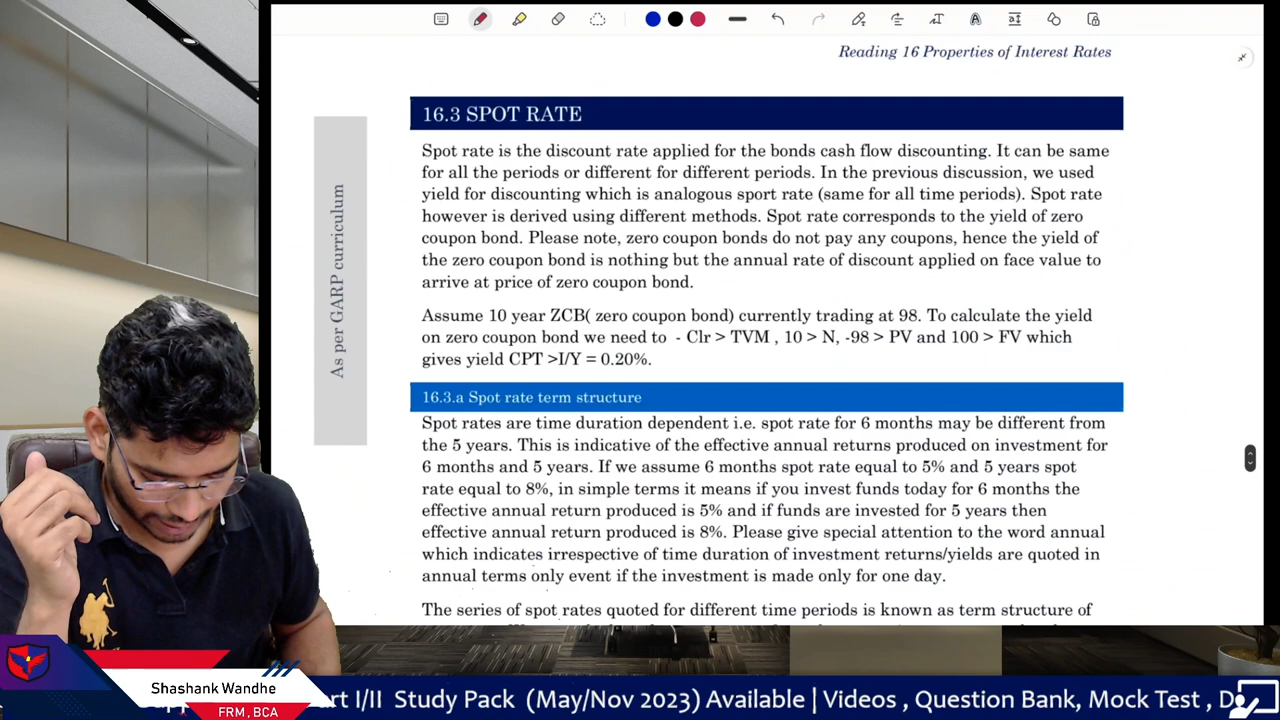 Reading 16 Properties of Interest Rates
As per GARP curriculum
16.3 SPOT RATE
Spot rate is the discount rate applied for the bonds cash flow discounting. It can be same
for all the periods or different for different periods. In the previous discussion, we used
yield for discounting which is analogous sport rate (same for all time periods). Spot rate
however is derived using different methods. Spot rate corresponds to the yield of zero
coupon bond. Please note, zero coupon bonds do not pay any coupons, hence the yield of
the zero coupon bond is nothing but the annual rate of discount applied on face value to
arrive at price of zero coupon bond.
Assume 10 year ZCB( zero coupon bond) currently trading at 98. To calculate the yield
on zero coupon bond we need to - Clr > TVM , 10 > N, -98 > PV and 100 > FV which
gives yield CPT >I/Y = 0.20%.
16.3.a Spot rate term structure
Spot rates are time duration dependent i.e. spot rate for 6 months may be different from
the 5 years. This is indicative of the effective annual returns produced on investment for
6 months and 5 years. If we assume 6 months spot rate equal to 5% and 5 years spot
rate equal to 8%, in simple terms it means if you invest funds today for 6 months the
effective annual return produced is 5% and if funds are invested for 5 years then
effective annual return produced is 8%. Please give special attention to the word annual
which indicates irrespective of time duration of investment returns/yields are quoted in
annual terms only event if the investment is made only for one day.
The series of spot rates quoted for different time periods is known as term structure of
Shashank Wandhe
FRM, BCA
art I/II Study Pack (May/Nov 2023) Available | Videos , Question Bank, Mock Test , D